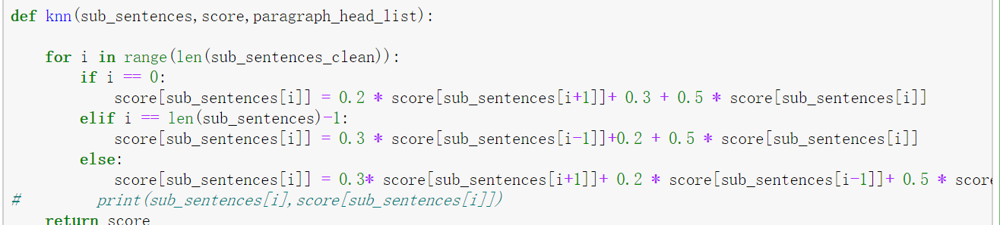 def knn(sub_sentences,score,paragraph_head_list):
for i in range(len(sub_sentences_clean)):
if i == 0:
score[sub_sentences[i]] = 0.2 * score[sub_sentences[i+1]]+ 0.3 + 0.5 * score[sub_sentences[i]]
elif i == len(sub_sentences)-1:
score[sub_sentences[i]] = 0.3 * score[sub_sentences[i-1]]+0.2 + 0.5 * score[sub_sentences[i]]
else:
score[sub_sentences[i]] = 0.3* score[sub_sentences[i+1]]+ 0.2 * score[sub_sentences[i-1]]+ 0.5 * score
# print(sub_sentences[i],score[sub_sentences[i]])
return score